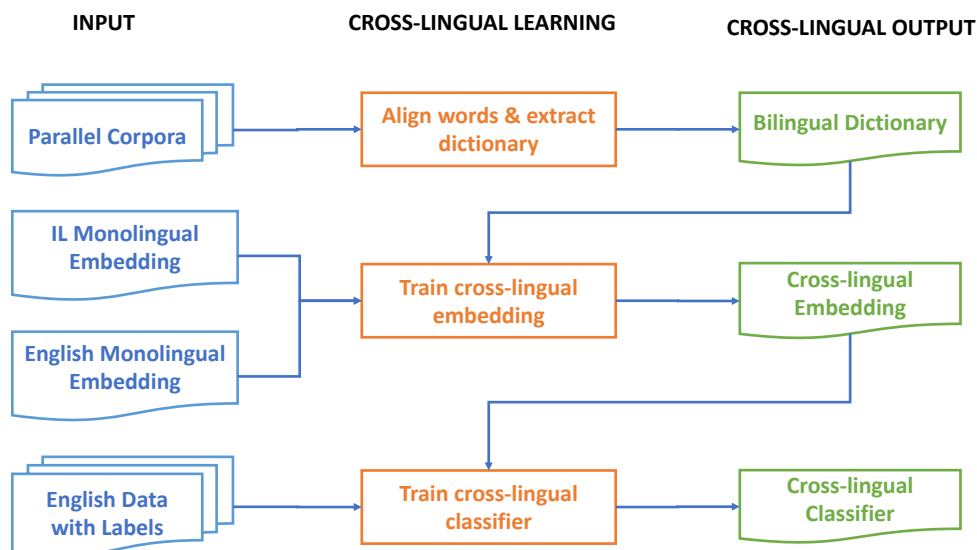 INPUT
CROSS-LINGUAL LEARNING
CROSS-LINGUAL OUTPUT
Parallel Corpora
Align words & extract
dictionary
Bilingual Dictionary
IL Monolingual
Embedding
English Monolingual
Embedding
Train cross-lingual
embedding
Cross-lingual
Embedding
English Data
with Labels
Train cross-lingual
classifier
Cross-lingual
Classifier